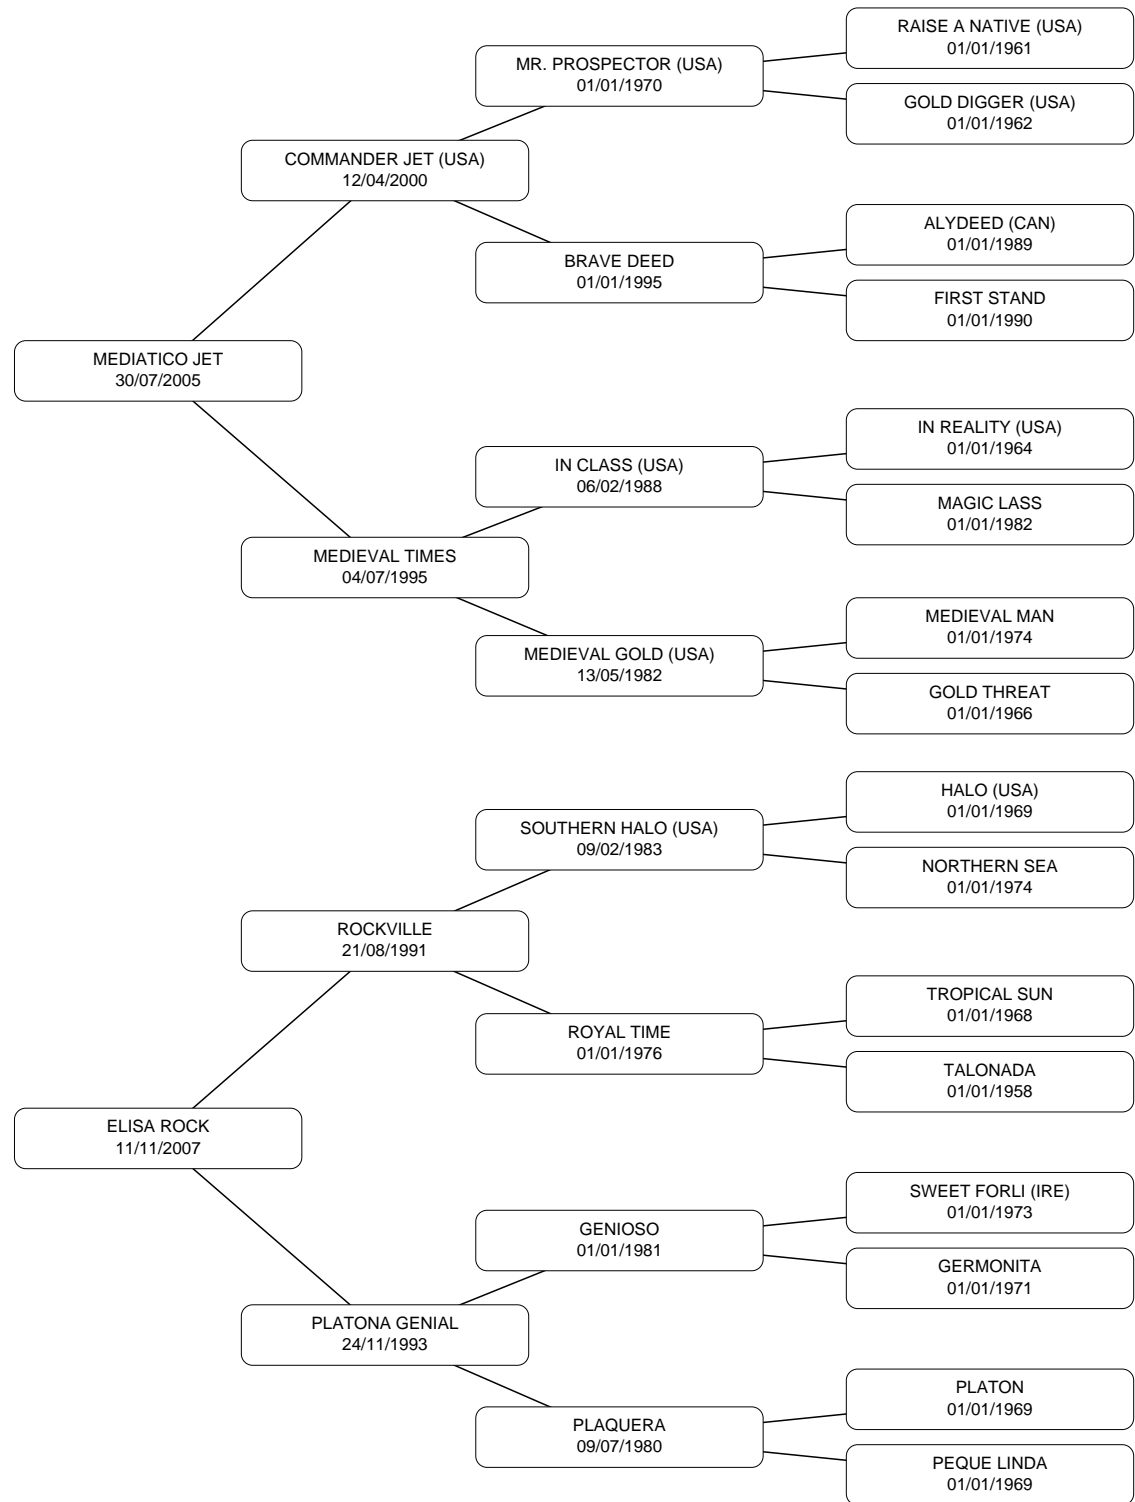 RAISE A NATIVE (USA)
01/01/1961
MR. PROSPECTOR (USA)
01/01/1970
GOLD DIGGER (USA)
01/01/1962
COMMANDER JET (USA)
12/04/2000
ALYDEED (CAN)
01/01/1989
BRAVE DEED
01/01/1995
FIRST STAND
01/01/1990
MEDIATICO JET
30/07/2005
IN REALITY (USA)
01/01/1964
IN CLASS (USA)
06/02/1988
MAGIC LASS
01/01/1982
MEDIEVAL TIMES
04/07/1995
MEDIEVAL MAN
01/01/1974
MEDIEVAL GOLD (USA)
13/05/1982
GOLD THREAT
01/01/1966
HALO (USA)
01/01/1969
SOUTHERN HALO (USA)
09/02/1983
NORTHERN SEA
01/01/1974
ROCKVILLE
21/08/1991
TROPICAL SUN
01/01/1968
ROYAL TIME
01/01/1976
TALONADA
01/01/1958
ELISA ROCK
11/11/2007
SWEET FORLI (IRE)
01/01/1973
GENIOSO
01/01/1981
GERMONITA
01/01/1971
PLATONA GENIAL
24/11/1993
PLATON
01/01/1969
PLAQUERA
09/07/1980
PEQUE LINDA
01/01/1969